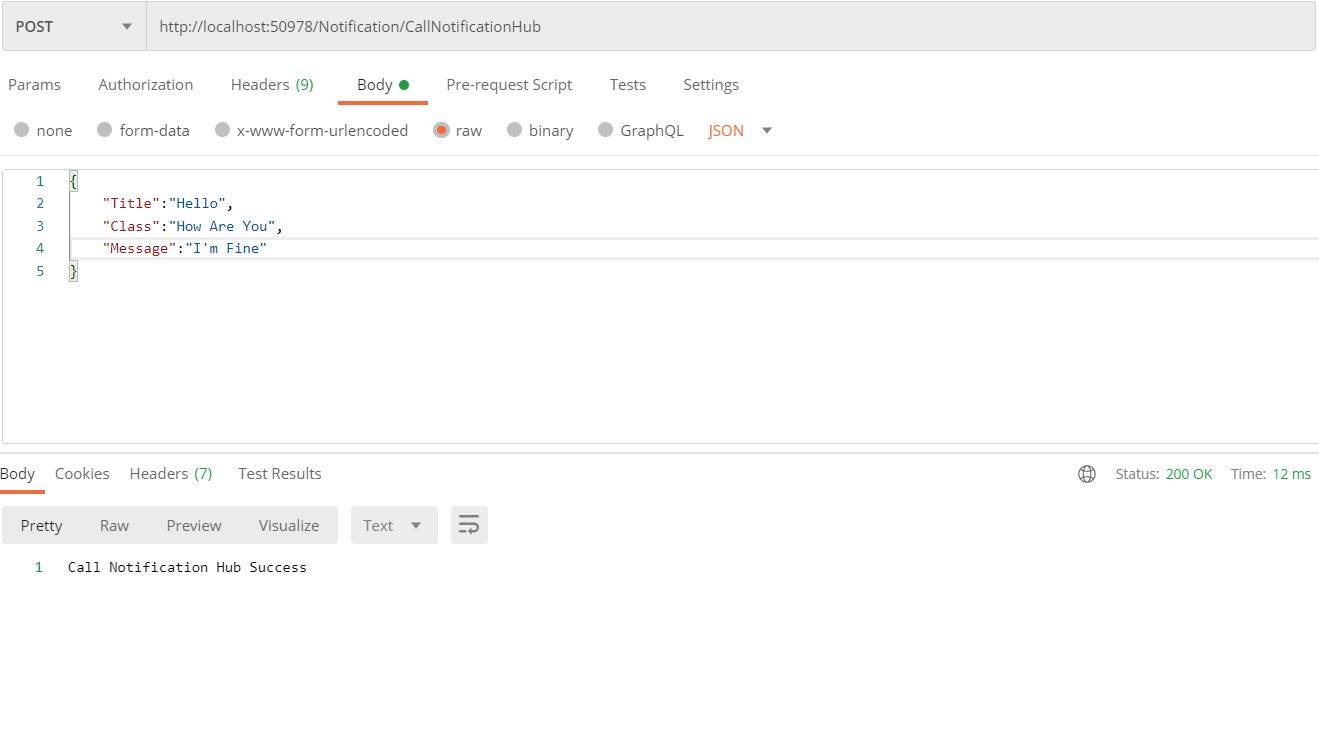 POST http://localhost:50978/Notification/CallNotificationHub
Params Authorization Headers (9) Body Pre-request Script Tests Settings
none form-data x-www-form-urlencoded raw binary GraphQL JSON
1 {
2 "Title":"Hello",
3 "Class":"How Are You",
4 "Message":"I'm Fine"
5 }
Body Cookies Headers (7) Test Results Status: 200 OK Time: 12 ms
Pretty Raw Preview Visualize Text
1 Call Notification Hub Success